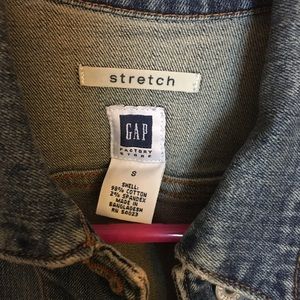 stretch
GAP
FACTORY
STORE
S
SHELL:
98% COTTON
2% SPANDEX
MADE IN
BANGLADESH
RN 54023